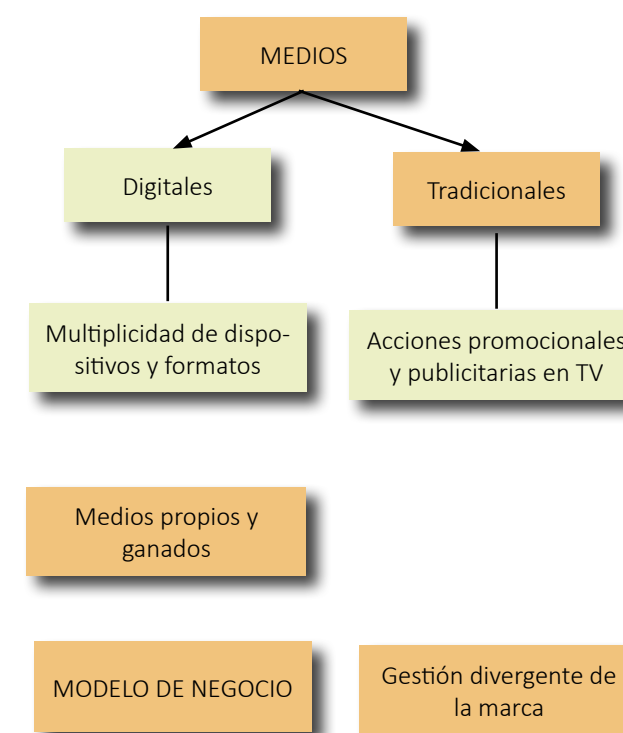 MEDIOS
Digitales
Tradicionales
Multiplicidad de dispo-
sitivos y formatos
Acciones promocionales
y publicitarias en TV
Medios propios y
ganados
MODELO DE NEGOCIO
Gestión divergente de
la marca